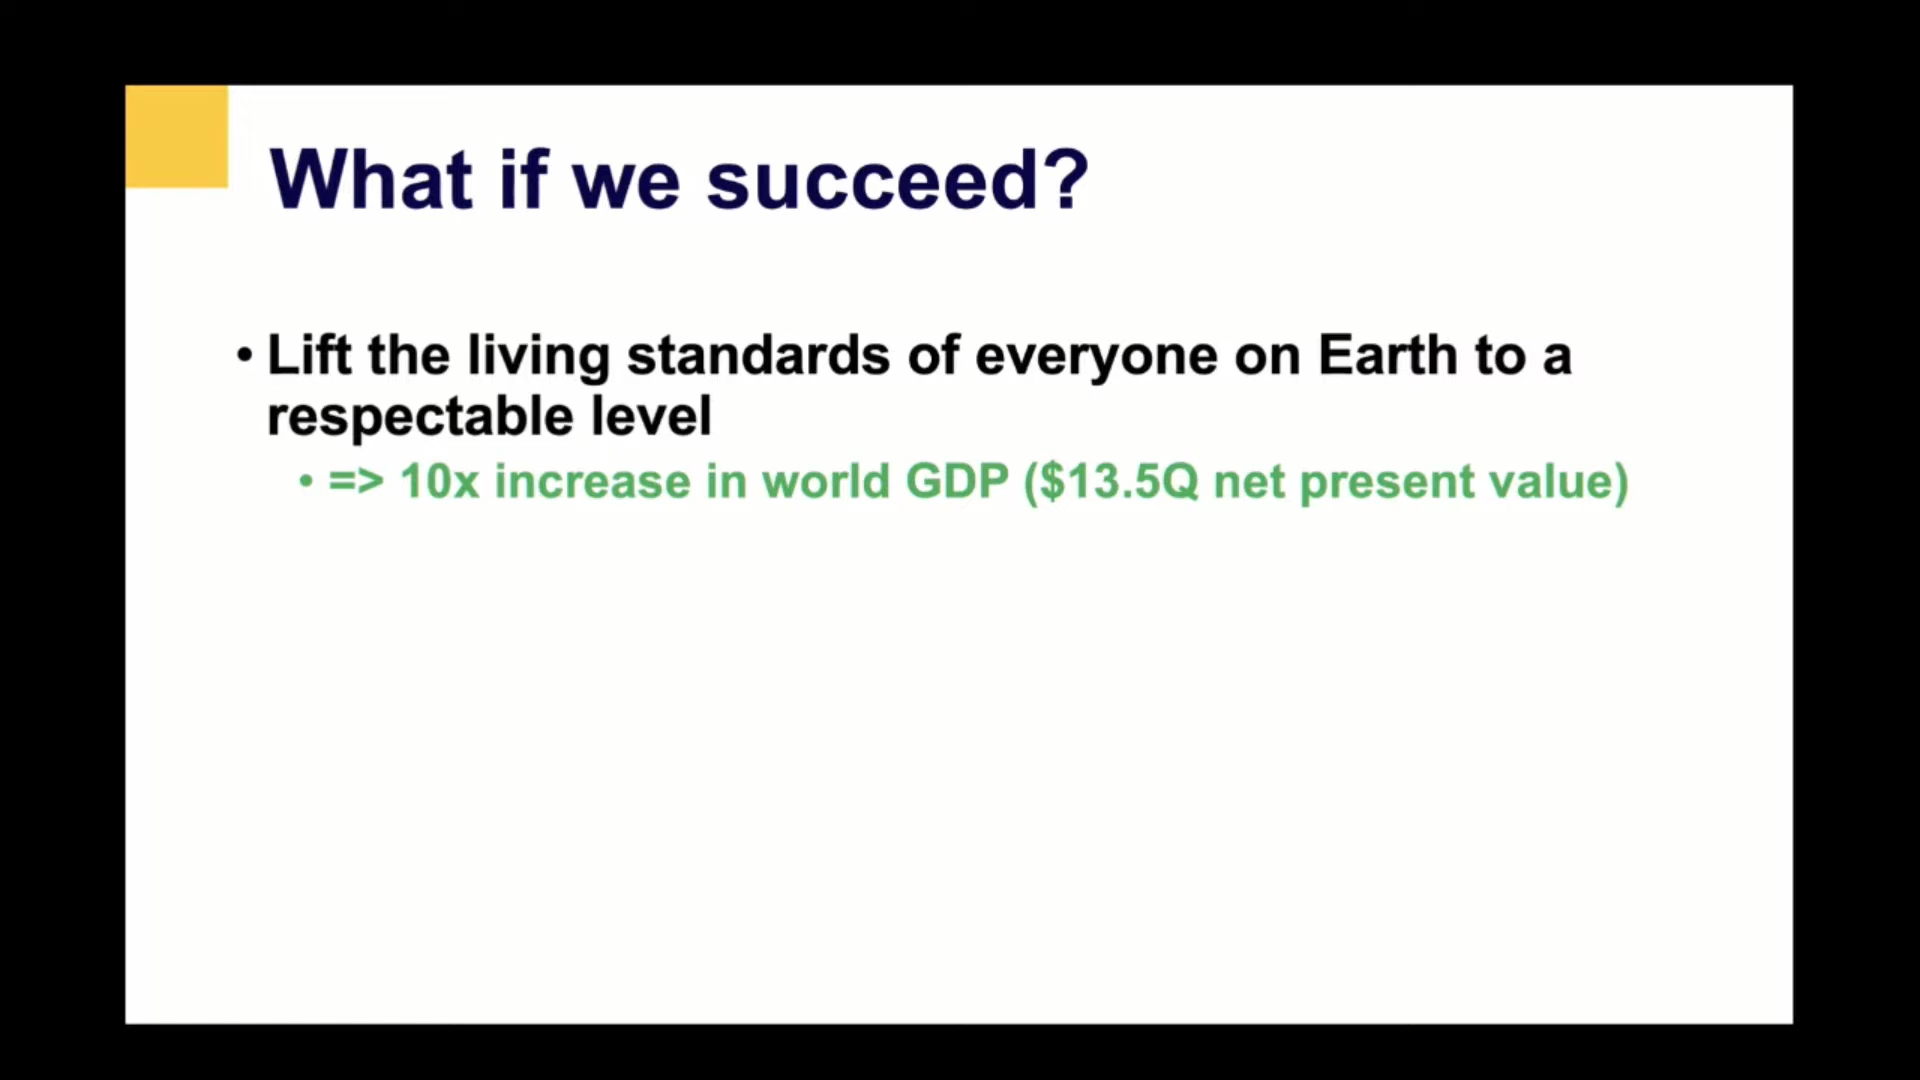 What if we succeed?
• Lift the living standards of everyone on Earth to a
respectable level
• => 10x increase in world GDP ($13.5Q net present value)